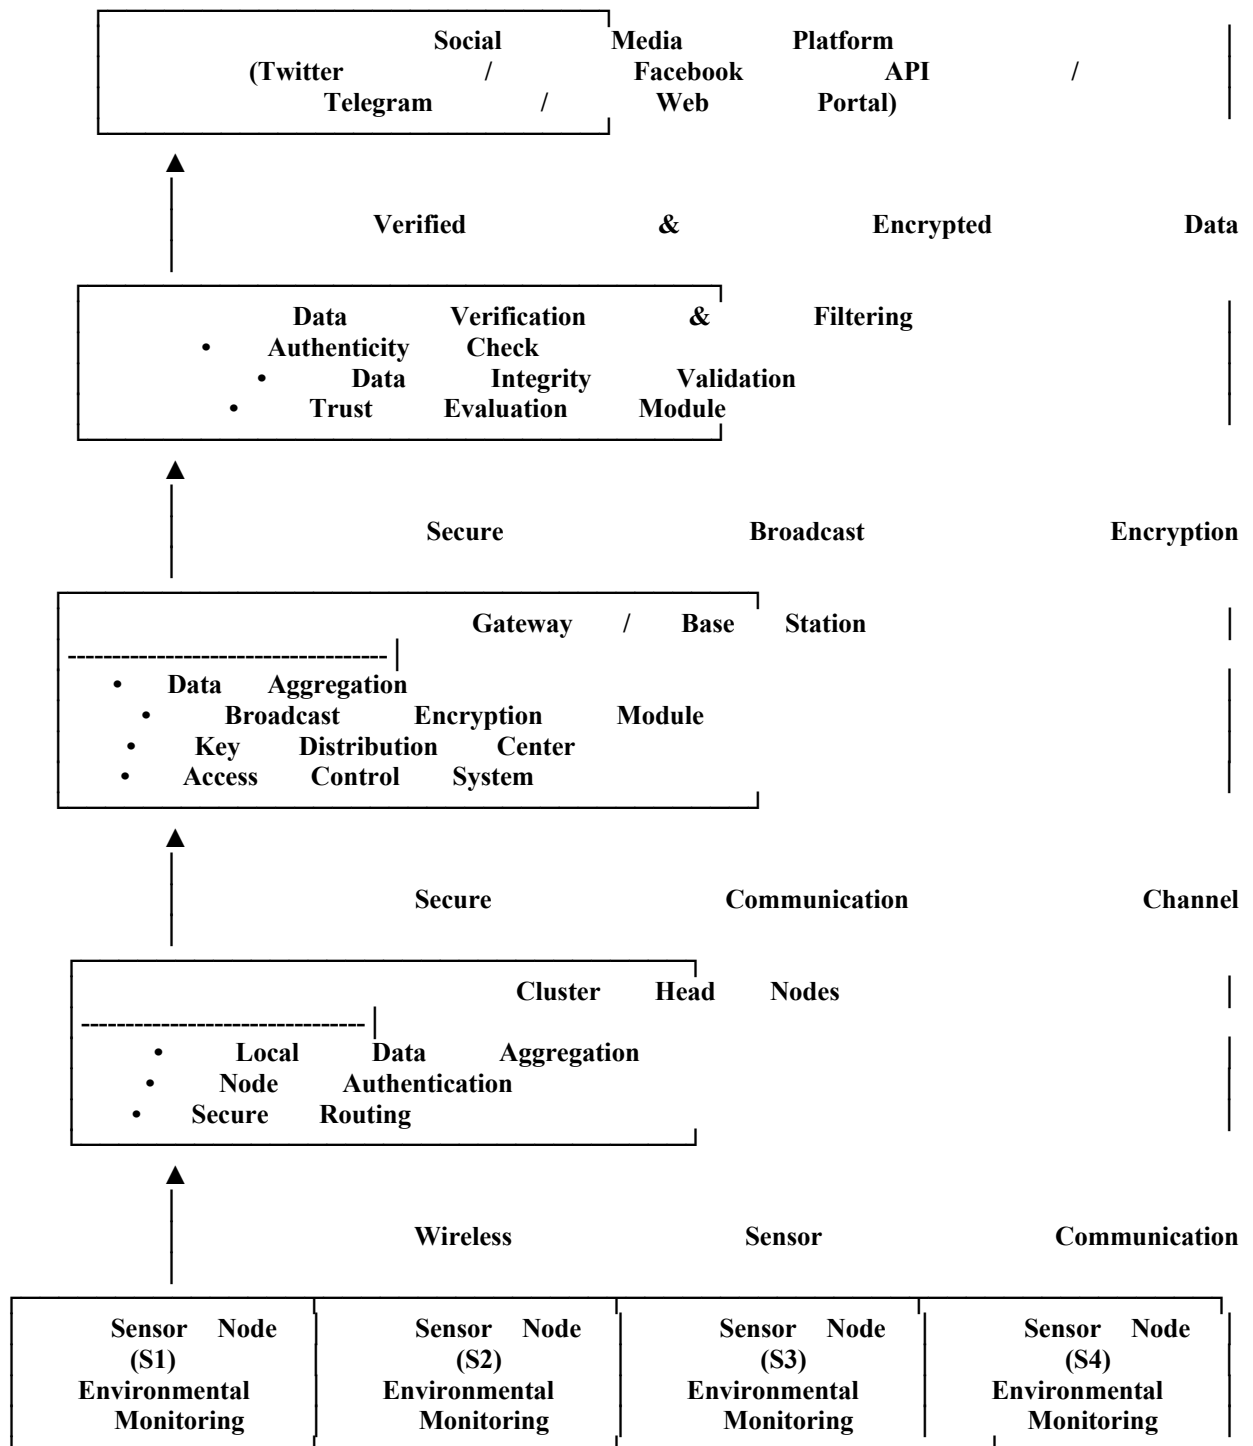 Social Media Platform
(Twitter / Facebook API /
Telegram / Web Portal)
Verified & Encrypted Data
Data Verification & Filtering
• Authenticity Check
• Data Integrity Validation
• Trust Evaluation Module
Secure Broadcast Encryption
Gateway / Base Station
------------------------------------
• Data Aggregation
• Broadcast Encryption Module
• Key Distribution Center
• Access Control System
Secure Communication Channel
Cluster Head Nodes
--------------------------------
• Local Data Aggregation
• Node Authentication
• Secure Routing
Wireless Sensor Communication
Sensor Node Sensor Node Sensor Node Sensor Node
(S1) (S2) (S3) (S4)
Environmental Environmental Environmental Environmental
Monitoring Monitoring Monitoring Monitoring